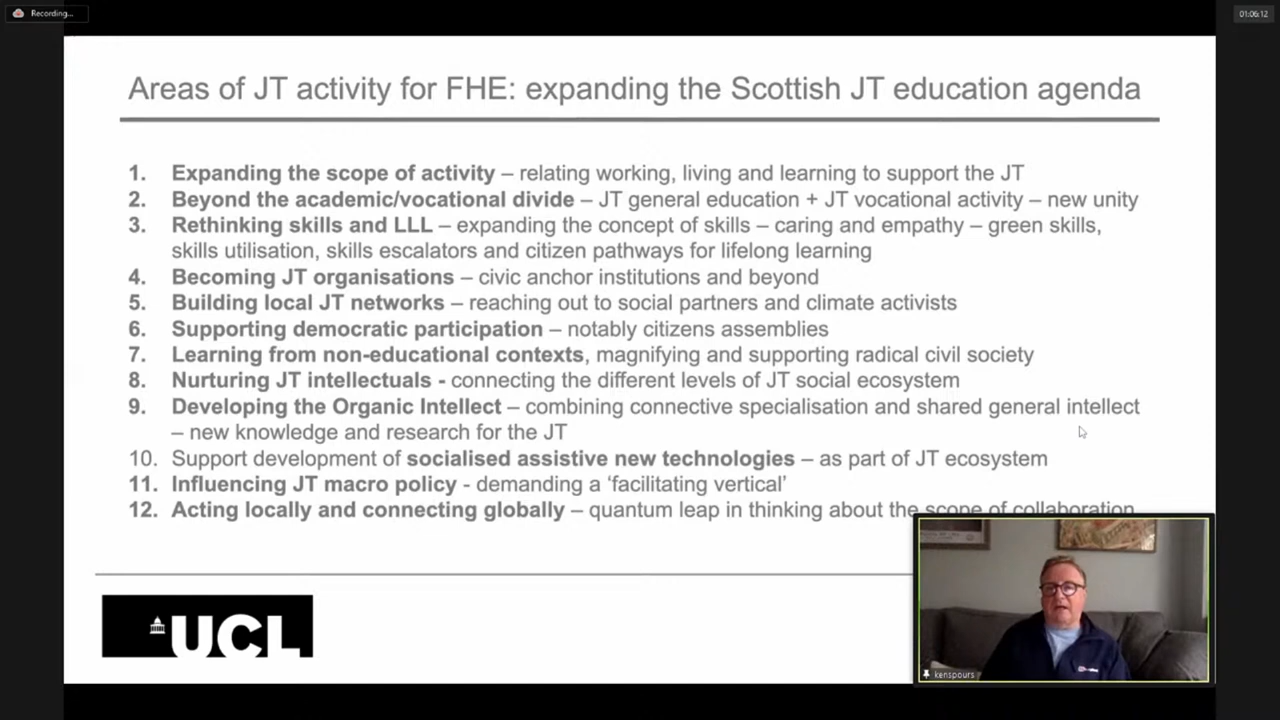 Recording...
01:06:12
Areas of JT activity for FHE: expanding the Scottish JT education agenda
1. Expanding the scope of activity – relating working, living and learning to support the JT
2. Beyond the academic/vocational divide – JT general education + JT vocational activity – new unity
3. Rethinking skills and LLL – expanding the concept of skills – caring and empathy – green skills,
skills utilisation, skills escalators and citizen pathways for lifelong learning
4. Becoming JT organisations – civic anchor institutions and beyond
5. Building local JT networks – reaching out to social partners and climate activists
6. Supporting democratic participation – notably citizens assemblies
7. Learning from non-educational contexts, magnifying and supporting radical civil society
8. Nurturing JT intellectuals - connecting the different levels of JT social ecosystem
9. Developing the Organic Intellect – combining connective specialisation and shared general intellect
– new knowledge and research for the JT
10. Support development of socialised assistive new technologies – as part of JT ecosystem
11. Influencing JT macro policy - demanding a ‘facilitating vertical’
12. Acting locally and connecting globally – quantum leap in thinking about the scope of collaboration
UCL
kenspours